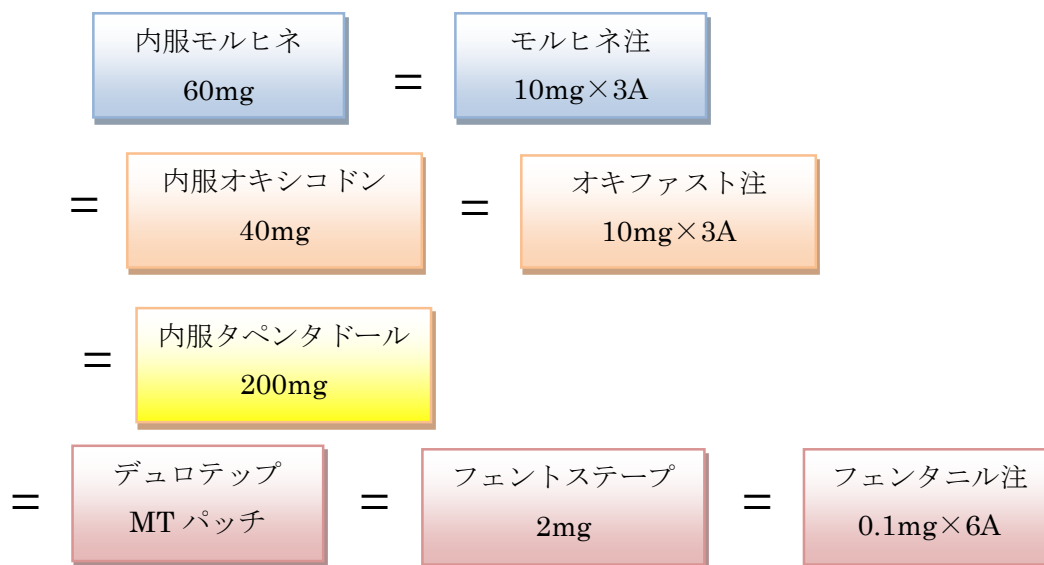 内服モルヒネ
60mg
=
モルヒネ注
10mg×3A
=
内服オキシコドン
40mg
=
オキファスト注
10mg×3A
=
内服タペンタドール
200mg
=
デュロテップ
MTパッチ
=
フェントステープ
2mg
=
フェンタニル注
0.1mg×6A